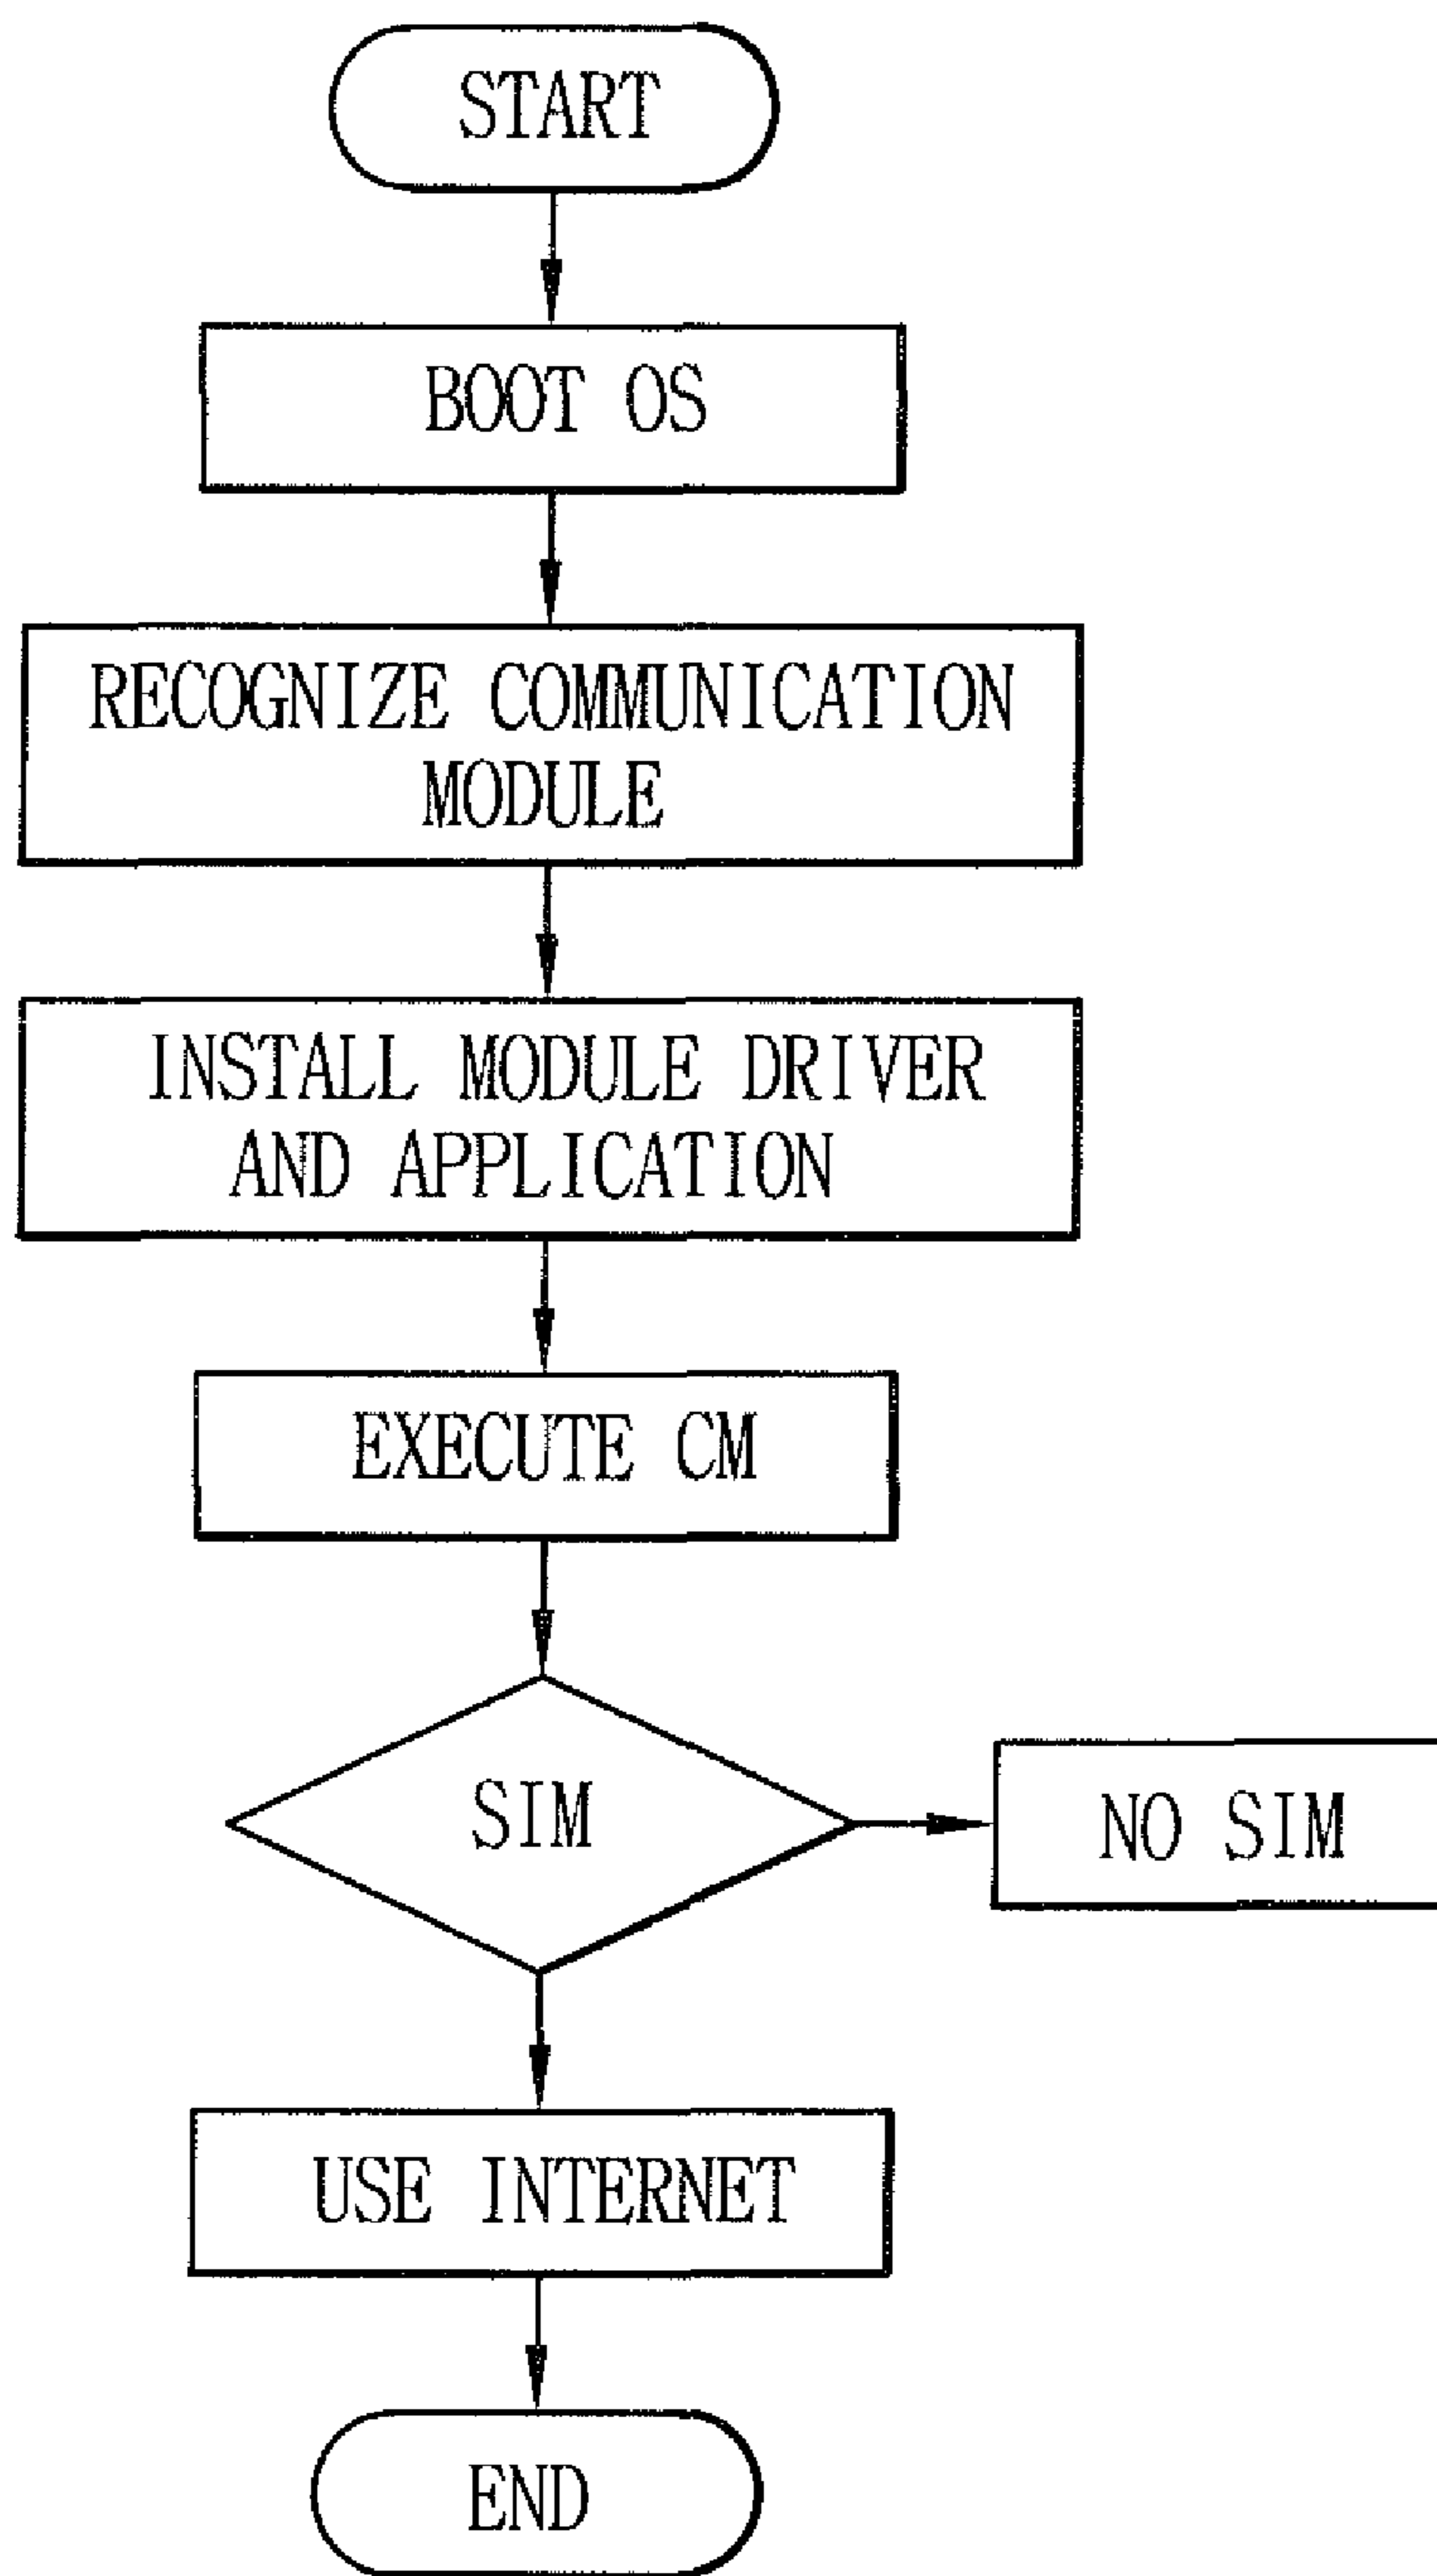 START
BOOT OS
RECOGNIZE COMMUNICATION
MODULE
INSTALL MODULE DRIVER
AND APPLICATION
EXECUTE CM
SIM
NO SIM
USE INTERNET
END